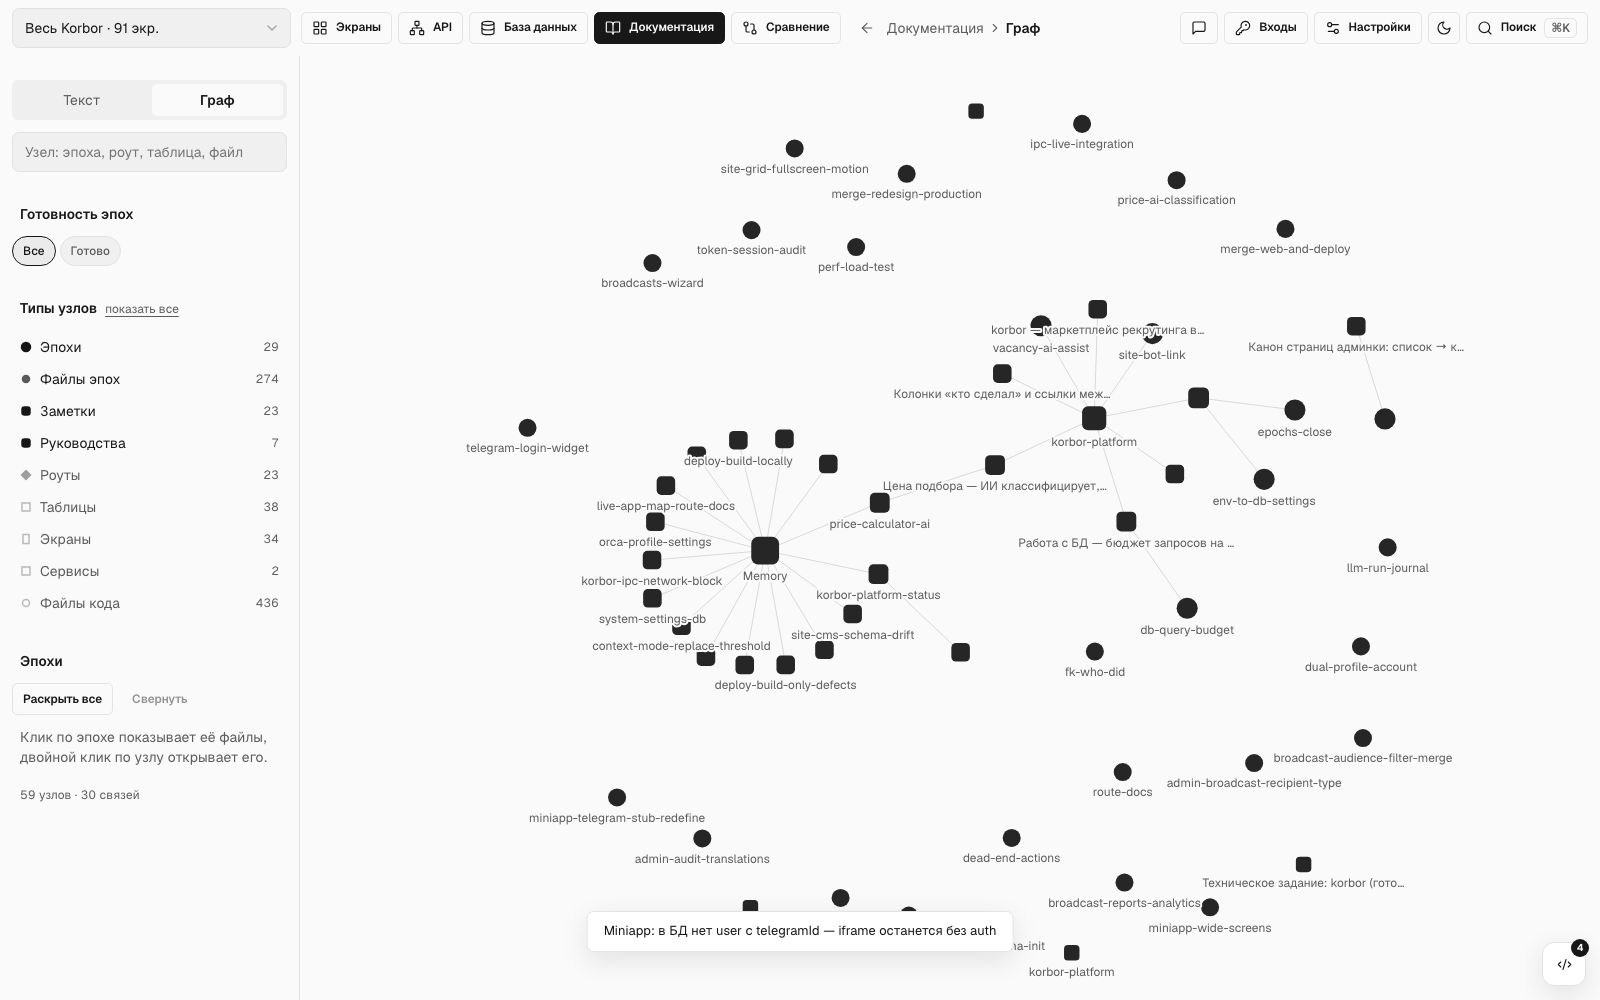 Весь Korbor · 91 экр.
Экраны
API
База данных
Документация
Сравнение
Документация > Граф
Входы
Настройки
Поиск ⌘K
Текст
Граф
Узел: эпоха, роут, таблица, файл
Готовность эпох
Все
Готово
Типы узлов показать все
Эпохи 29
Файлы эпох 274
Заметки 23
Руководства 7
Роуты 23
Таблицы 38
Экраны 34
Сервисы 2
Файлы кода 436
Эпохи
Раскрыть все
Свернуть
Клик по эпохе показывает её файлы,
двойной клик по узлу открывает его.
59 узлов · 30 связей
ipc-live-integration
site-grid-fullscreen-motion
merge-redesign-production
price-ai-classification
token-session-audit
merge-web-and-deploy
perf-load-test
broadcasts-wizard
korbor — маркетплейс рекрутинга в…
vacancy-ai-assist
site-bot-link
Канон страниц админки: список → к…
Колонки «кто сделал» и ссылки меж…
epochs-close
korbor-platform
telegram-login-widget
deploy-build-locally
Цена подбора — ИИ классифицирует,…
env-to-db-settings
live-app-map-route-docs
price-calculator-ai
orca-profile-settings
Работа с БД — бюджет запросов на …
llm-run-journal
Memory
korbor-ipc-network-block
korbor-platform-status
system-settings-db
db-query-budget
site-cms-schema-drift
context-mode-replace-threshold
dual-profile-account
fk-who-did
deploy-build-only-defects
broadcast-audience-filter-merge
admin-broadcast-recipient-type
route-docs
miniapp-telegram-stub-redefine
admin-audit-translations
dead-end-actions
Техническое задание: korbor (гото…
broadcast-reports-analytics
miniapp-wide-screens
Miniapp: в БД нет user с telegramId — iframe останется без auth
na-init
korbor-platform
4